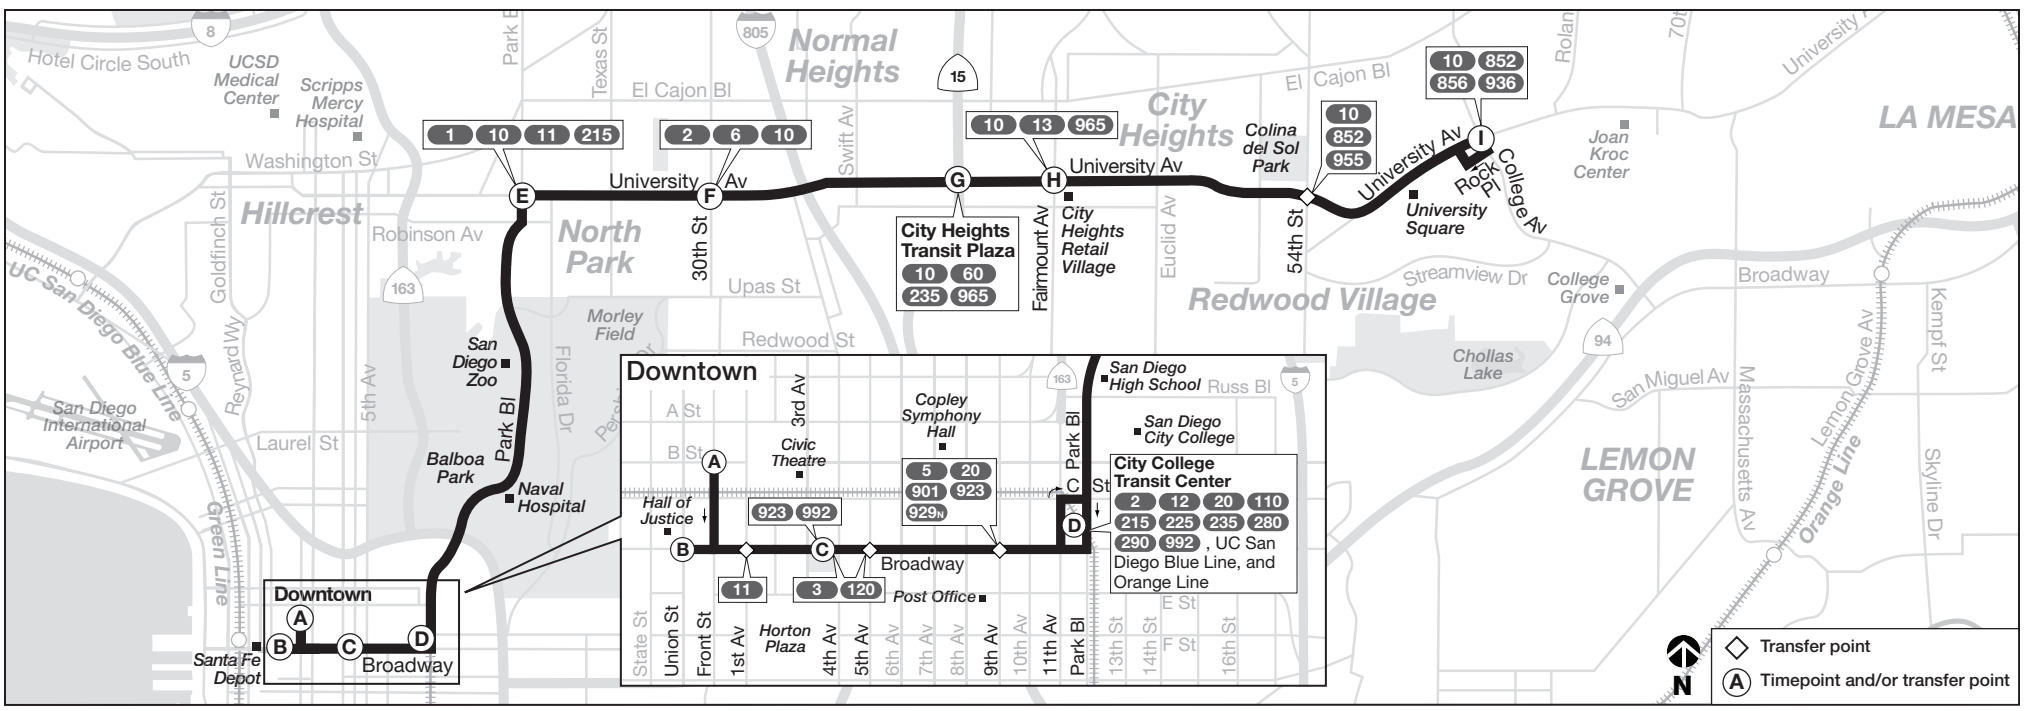 8
Hotel Circle South
UCSD
Medical
Center
Scripps
Mercy
Hospital
Washington St
Park B
Texas St
805
Normal
Heights
El Cajon Bl
15
Swift Av
City
Heights
El Cajon Bl
Rolan
70t
University A
LA MESA
Joan
Kroc
Center
1 10 11 215
2 6 10
10 13 965
10
852
955
10 852
856 936
Colina
del Sol
Park
E
University Av
F
G
H
University Av
University Av
I
Rock
Pl
College Av
University
Square
54th St
Euclid Av
Fairmount Av
City
Heights
Retail
Village
City Heights
Transit Plaza
10 60
235 965
30th St
North
Park
Hillcrest
Goldfinch St
Robinson Av
163
Upas St
Redwood St
Redwood Village
Streamview Dr
College
Grove
Broadway
94
Chollas
Lake
San Miguel Av
Massachusetts Av
Lemon Grove Av
Orange Line
Kempf St
Skyline Dr
LEMON
GROVE
UC San Diego Blue Line
5
Reynard Wy
5th Av
San Diego
International
Airport
Laurel St
Green Line
San
Diego
Zoo
Park Bl
Balboa
Park
Naval
Hospital
Morley
Field
Florida Dr
Downtown
A
B
C
D
Broadway
Santa Fe
Depot
Downtown
3rd Av
A St
B St
A
Civic
Theatre
Copley
Symphony
Hall
163
San Diego
High School
Russ Bl
5
San Diego
City College
Park Bl
C St
Hall of
Justice
B
923 992
C
5 20
901 923
929N
D
City College
Transit Center
2 12 20 110
215 225 235 280
290 992 , UC San
Diego Blue Line, and
Orange Line
11
3 120
Broadway
Post Office
E St
F St
Horton
Plaza
State St
Union St
Front St
1st Av
4th Av
5th Av
6th Av
7th Av
8th Av
9th Av
10th Av
11th Av
Park Bl
13th St
14th St
16th St
N
Transfer point
A Timepoint and/or transfer point